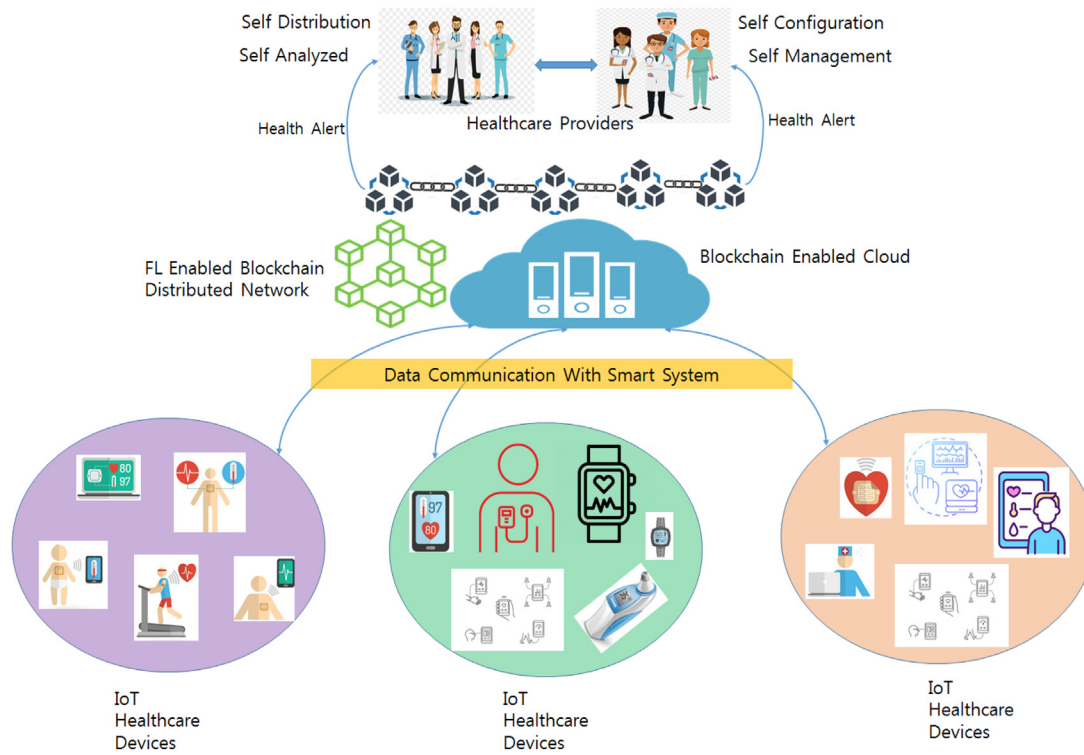 Self Distribution
Self Analyzed
Self Configuration
Self Management
Health Alert
Healthcare Providers
Health Alert
FL Enabled Blockchain
Distributed Network
Blockchain Enabled Cloud
Data Communication With Smart System
80
97
97
80
IoT
Healthcare
Devices
IoT
Healthcare
Devices
IoT
Healthcare
Devices